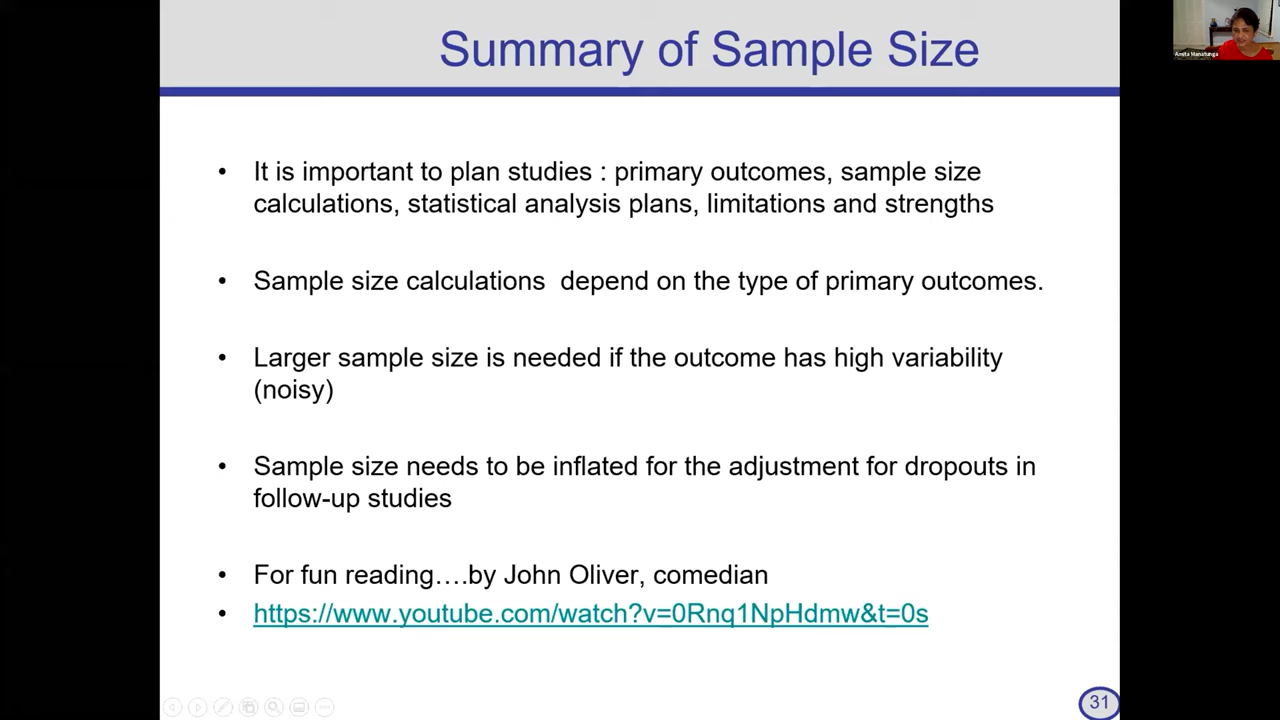 Summary of Sample Size
Amita Manatunga
• It is important to plan studies : primary outcomes, sample size
calculations, statistical analysis plans, limitations and strengths
• Sample size calculations  depend on the type of primary outcomes.
• Larger sample size is needed if the outcome has high variability
(noisy)
• Sample size needs to be inflated for the adjustment for dropouts in
follow-up studies
• For fun reading….by John Oliver, comedian
• https://www.youtube.com/watch?v=0Rnq1NpHdmw&t=0s
31